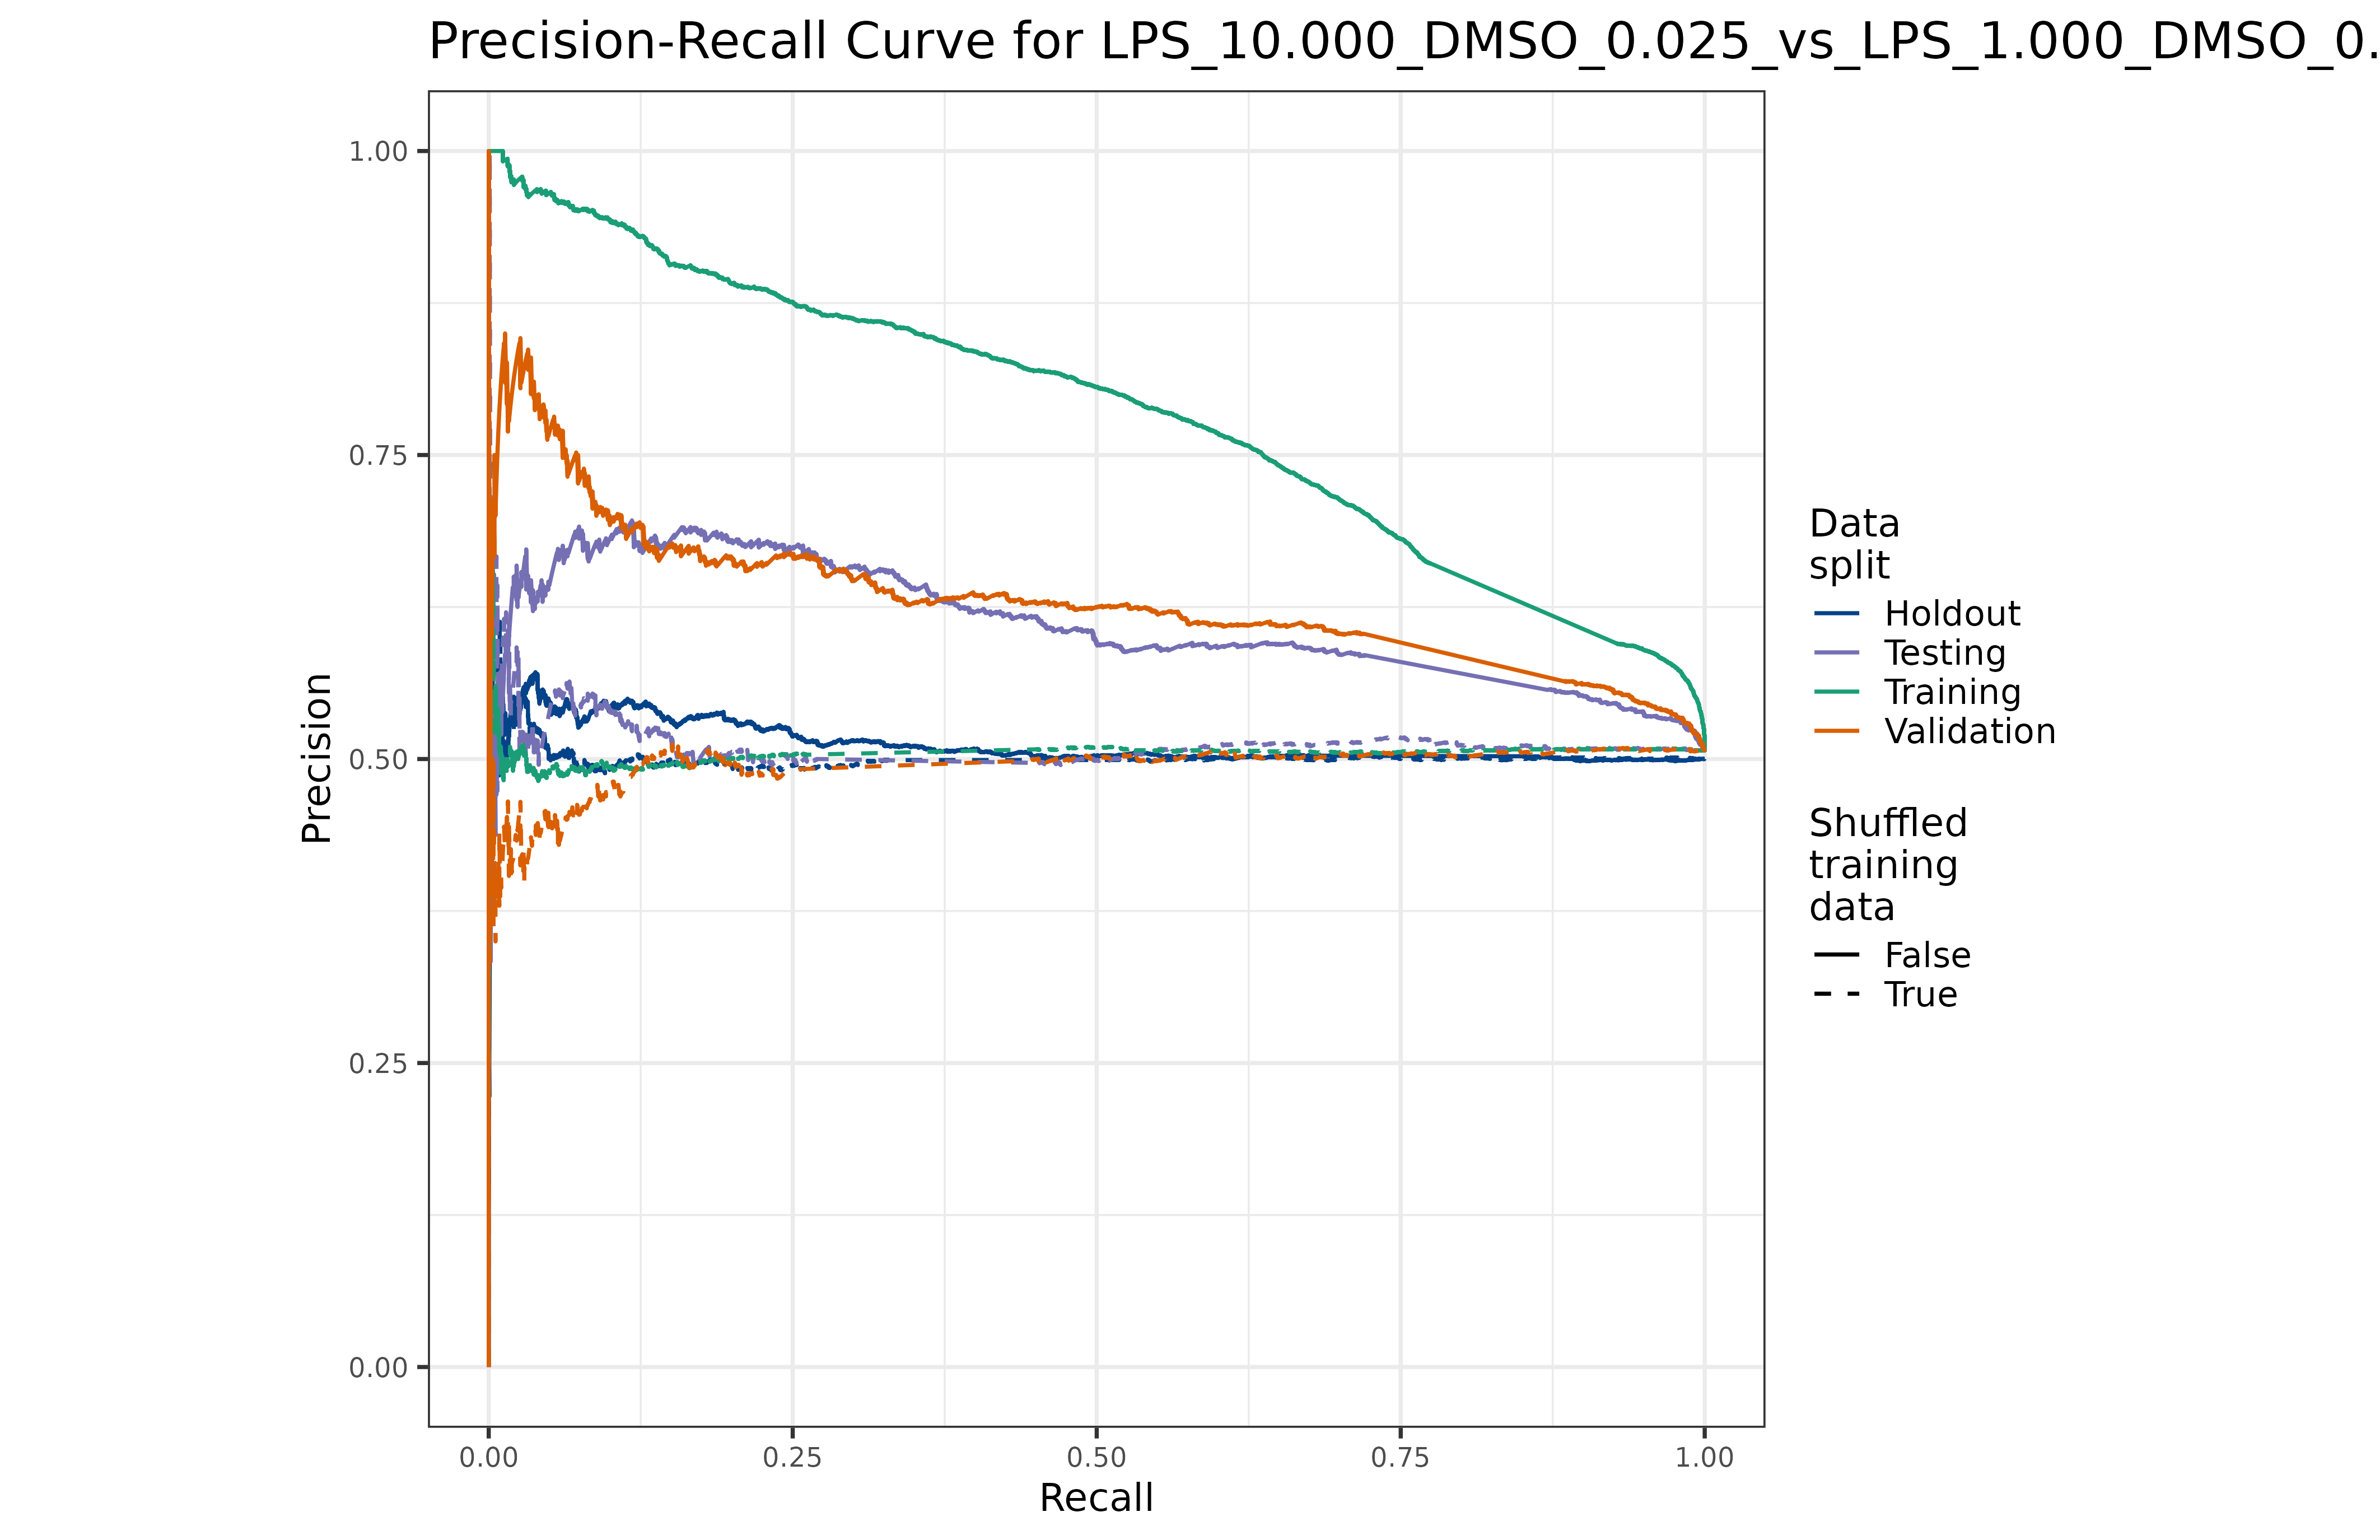 Precision-Recall Curve for LPS_10.000_DMSO_0.025_vs_LPS_1.000_DMSO_0.
1.00
0.75
0.50
0.25
0.00
Precision
0.00 0.25 0.50 0.75 1.00
Recall
Data
split
Holdout
Testing
Training
Validation
Shuffled
training
data
False
True